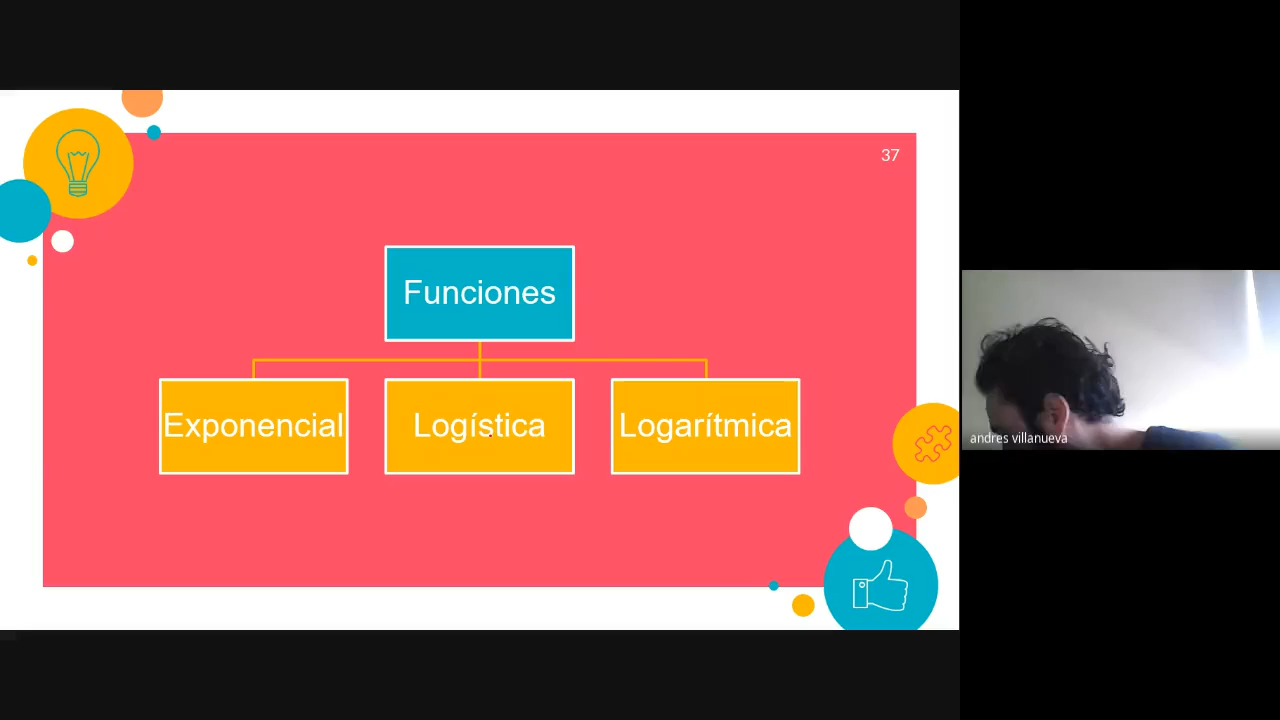 37
Funciones
Exponencial
Logística
Logarítmica
andres villanueva